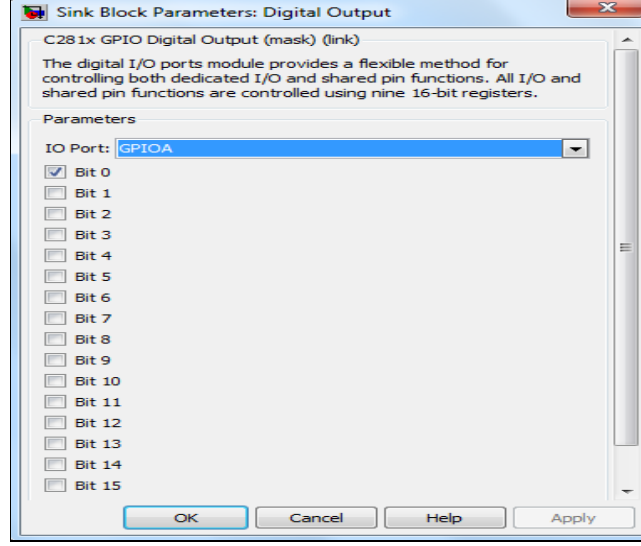 Sink Block Parameters: Digital Output
C281x GPIO Digital Output (mask) (link)
The digital I/O ports module provides a flexible method for
controlling both dedicated I/O and shared pin functions. All I/O and
shared pin functions are controlled using nine 16-bit registers.
Parameters
IO Port: GPIOA
Bit 0
Bit 1
Bit 2
Bit 3
Bit 4
Bit 5
Bit 6
Bit 7
Bit 8
Bit 9
Bit 10
Bit 11
Bit 12
Bit 13
Bit 14
Bit 15
OK Cancel Help Apply